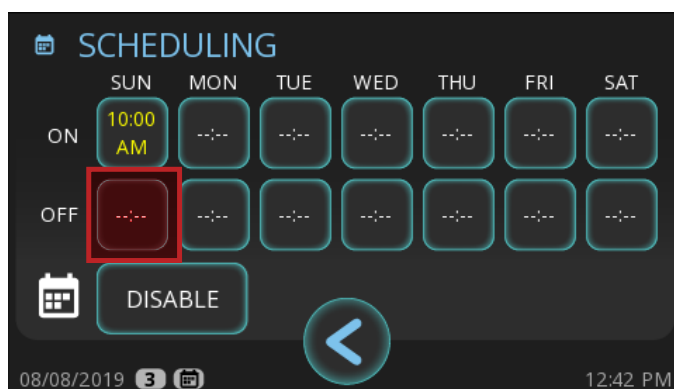 SCHEDULING
SUN MON TUE WED THU FRI SAT
ON 10:00 AM --:-- --:-- --:-- --:-- --:-- --:--
OFF --:-- --:-- --:-- --:-- --:-- --:-- --:--
DISABLE
08/08/2019 3 12:42 PM